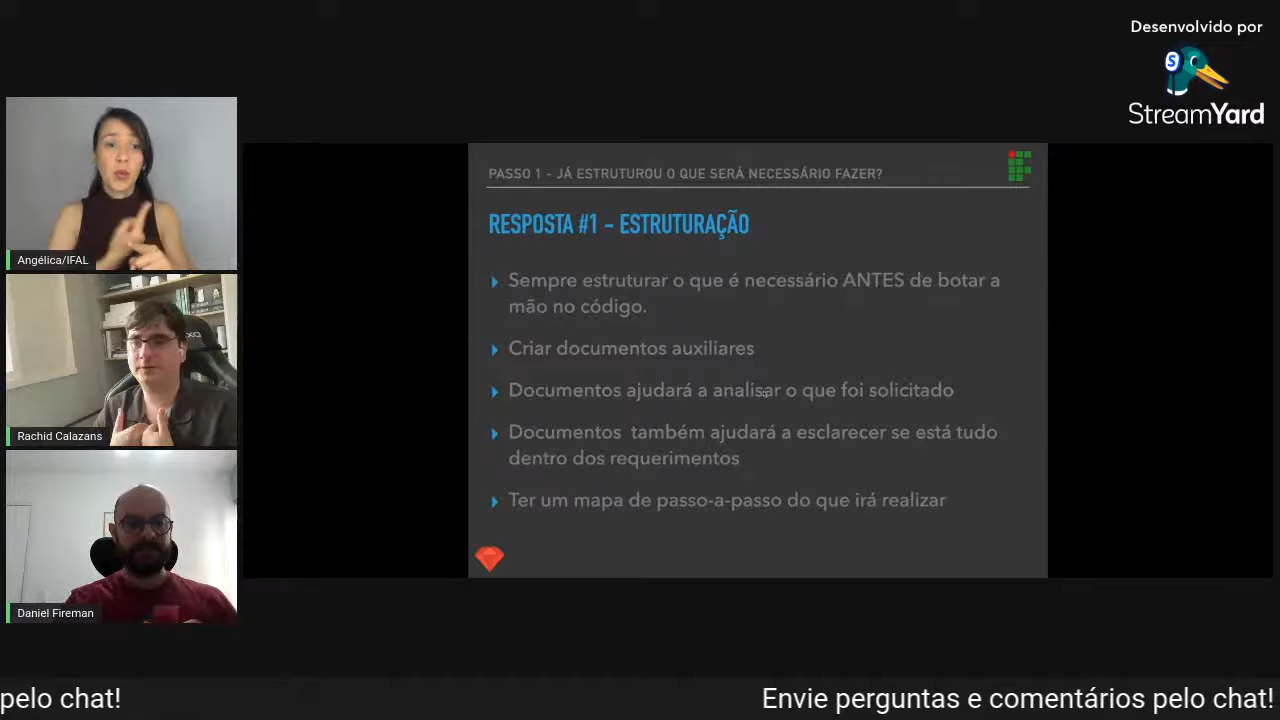 Desenvolvido por
StreamYard
Angélica/IFAL
Rachid Calazans
Daniel Fireman
PASSO 1 - JÁ ESTRUTUROU O QUE SERÁ NECESSÁRIO FAZER?
RESPOSTA #1 - ESTRUTURAÇÃO
Sempre estruturar o que é necessário ANTES de botar a
mão no código.
Criar documentos auxiliares
Documentos ajudará a analisar o que foi solicitado
Documentos também ajudará a esclarecer se está tudo
dentro dos requerimentos
Ter um mapa de passo-a-passo do que irá realizar
pelo chat!
Envie perguntas e comentários pelo chat!